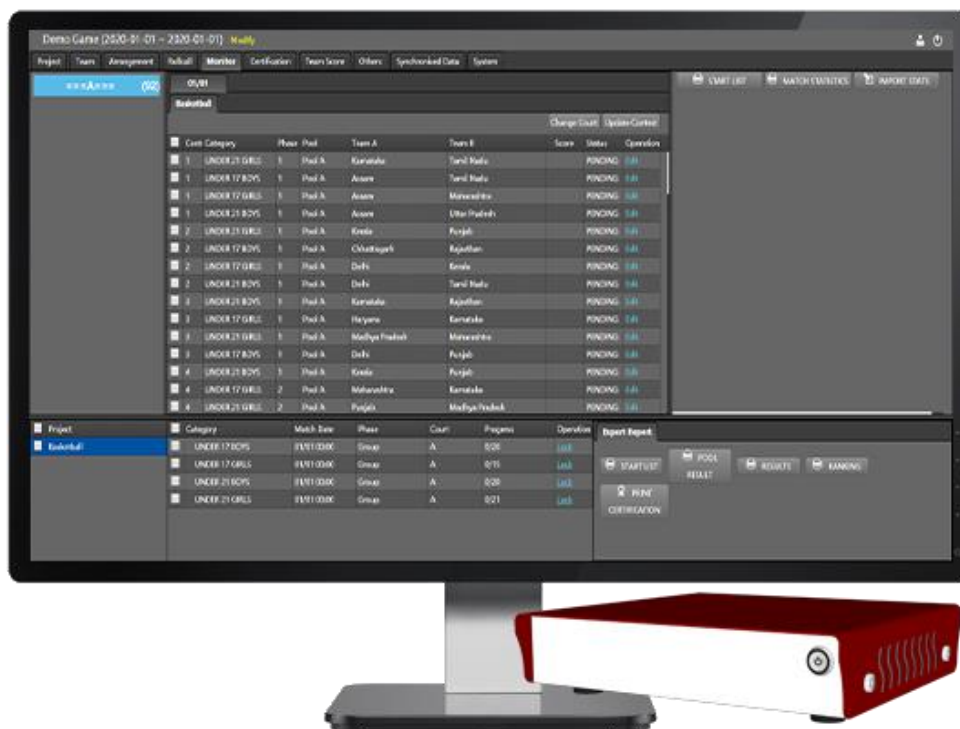 Demo Game (2020-01-01 ~ 2020-01-01) Modify
Project Team Arrangement Rollcall Monitor Certification Team Score Others Synchronised Data System
===A=== (92)
01/01
START LIST MATCH STATISTICS IMPORT STATS
Basketball
Change Court Update Contest
Cont Category Phase Pool Team A Team B Score Status Operation
1 UNDER 21 GIRLS 1 Pool A Karnataka Tamil Nadu PENDING Edit
1 UNDER 17 BOYS 1 Pool A Assam Tamil Nadu PENDING Edit
1 UNDER 17 GIRLS 1 Pool A Assam Maharashtra PENDING Edit
1 UNDER 21 BOYS 1 Pool A Assam Uttar Pradesh PENDING Edit
2 UNDER 21 GIRLS 1 Pool A Kerala Punjab PENDING Edit
2 UNDER 17 BOYS 1 Pool A Chhattisgarh Rajasthan PENDING Edit
2 UNDER 17 GIRLS 1 Pool A Delhi Kerala PENDING Edit
2 UNDER 21 BOYS 1 Pool A Delhi Tamil Nadu PENDING Edit
3 UNDER 21 BOYS 1 Pool A Karnataka Rajasthan PENDING Edit
3 UNDER 17 GIRLS 1 Pool A Haryana Karnataka PENDING Edit
3 UNDER 21 GIRLS 1 Pool A Madhya Pradesh Maharashtra PENDING Edit
3 UNDER 17 BOYS 1 Pool A Delhi Punjab PENDING Edit
4 UNDER 21 BOYS 1 Pool A Kerala Punjab PENDING Edit
4 UNDER 17 GIRLS 2 Pool A Maharashtra Karnataka PENDING Edit
4 UNDER 21 GIRLS 2 Pool A Punjab Madhya Pradesh PENDING Edit
Project
Basketball
Category Match Date Phase Court Progress Operation
UNDER 17 BOYS 01/01 00:00 Group A 0/26 Lock
UNDER 17 GIRLS 01/01 00:00 Group A 0/15 Lock
UNDER 21 BOYS 01/01 00:00 Group A Lock
UNDER 21 GIRLS 01/01 00:00 Group A 0/21 Lock
Export Report
START LIST POOL RESULT RESULTS RANKING
PRINT CERTIFICATION